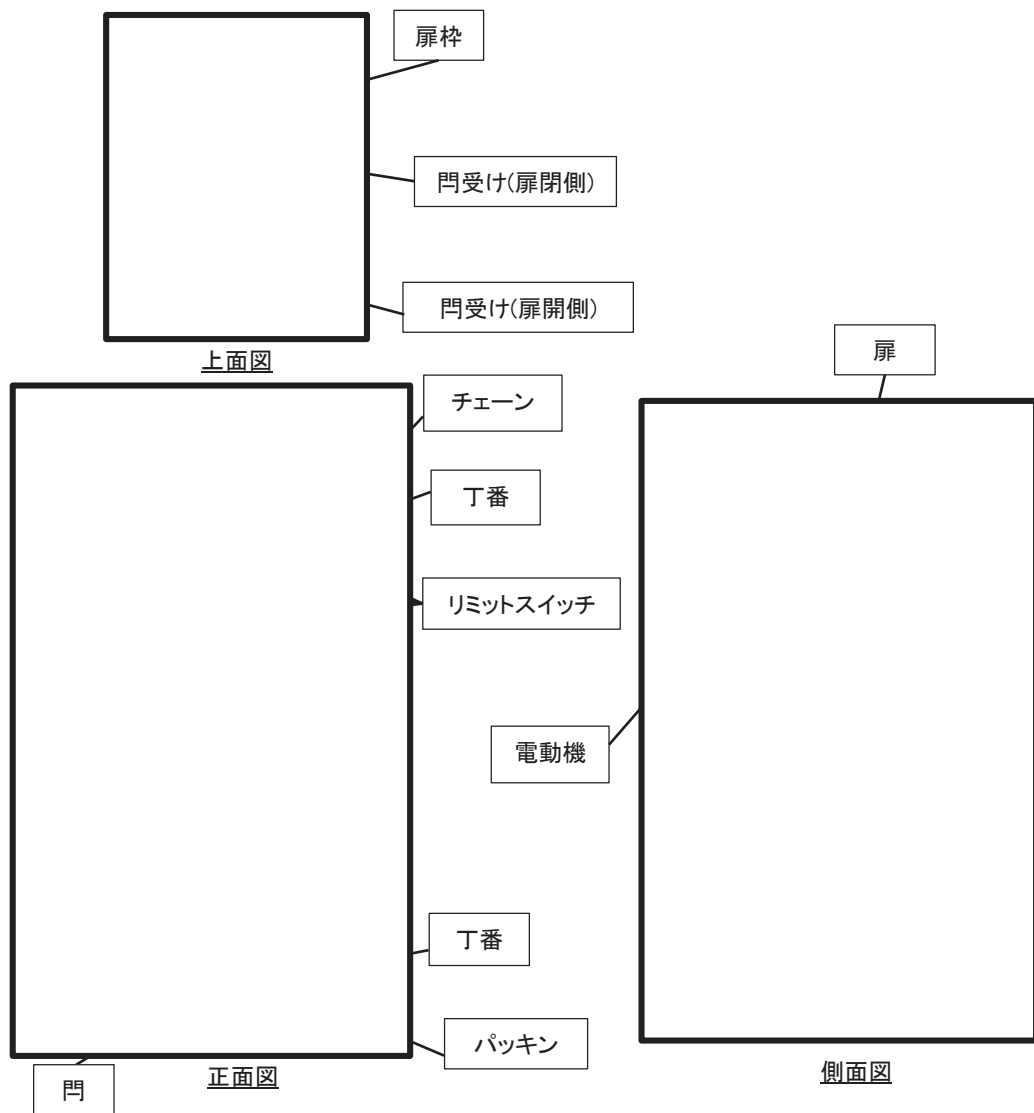 扉枠
閂受け(扉閉側)
閂受け(扉開側)
上面図
チェーン
丁番
リミットスイッチ
丁番
パッキン
閂
正面図
扉
電動機
側面図